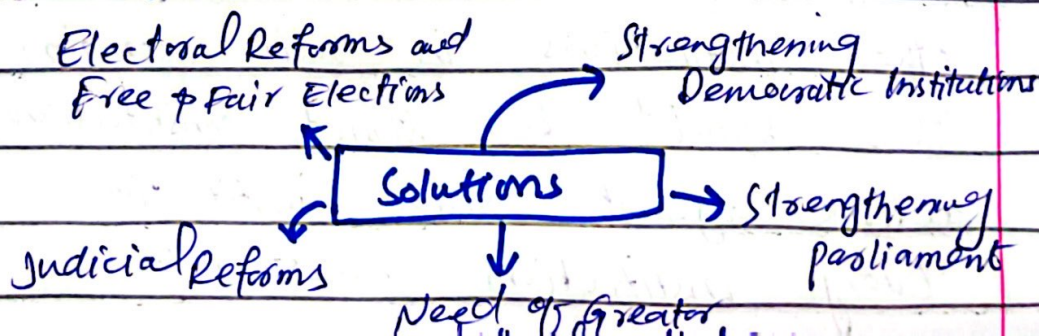 Electoral Reforms and
Free & Fair Elections
Strengthening
Democratic Institutions
Solutions
Strengthening
parliament
Judicial Reforms
Need of Greater